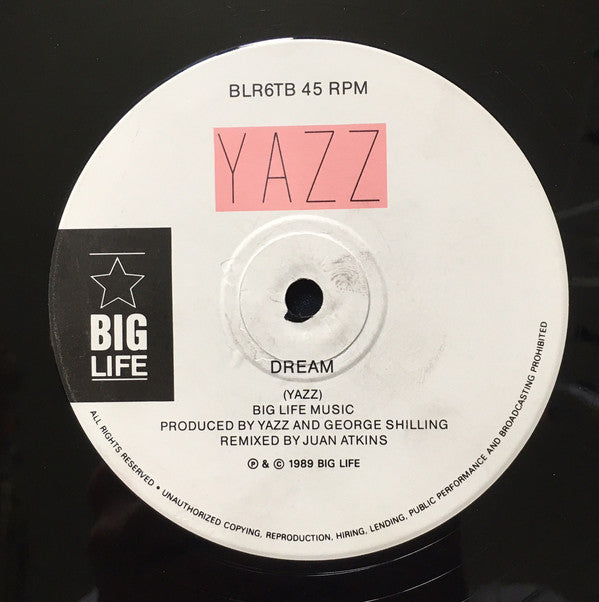 BLR6TB 45 RPM
YAZZ
BIG
LIFE
DREAM
(YAZZ)
BIG LIFE MUSIC
PRODUCED BY YAZZ AND GEORGE SHILLING
REMIXED BY JUAN ATKINS
℗ & © 1989 BIG LIFE
ALL RIGHTS RESERVED • UNAUTHORIZED COPYING, REPRODUCTION, HIRING, LENDING, PUBLIC PERFORMANCE AND BROADCASTING PROHIBITED